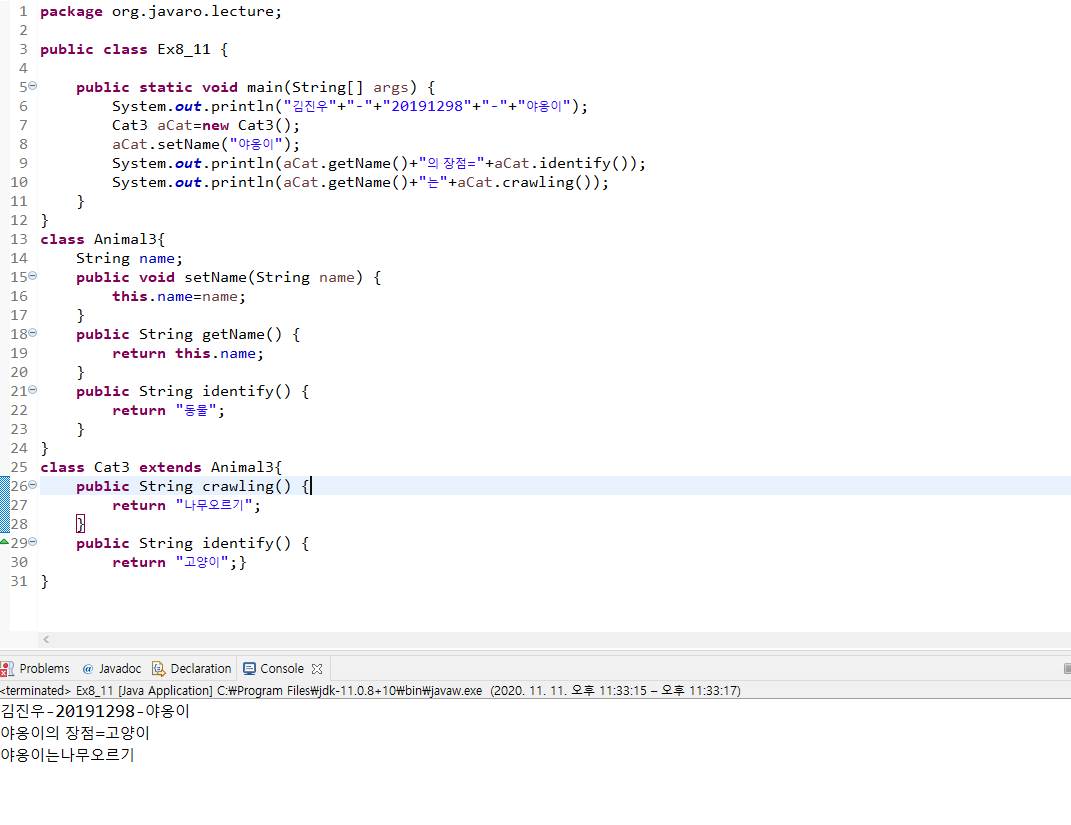 1 package org.javaro.lecture;
2
3 public class Ex8_11 {
4
5 public static void main(String[] args) {
6 System.out.println("김진우"+"-"+"20191298"+"-"+"야옹이");
7 Cat3 aCat=new Cat3();
8 aCat.setName("야옹이");
9 System.out.println(aCat.getName()+"의 장점="+aCat.identify());
10 System.out.println(aCat.getName()+"는"+aCat.crawling());
11 }
12 }
13 class Animal3{
14 String name;
15 public void setName(String name) {
16 this.name=name;
17 }
18 public String getName() {
19 return this.name;
20 }
21 public String identify() {
22 return "동물";
23 }
24 }
25 class Cat3 extends Animal3{
26 public String crawling() {
27 return "나무오르기";
28 }
29 public String identify() {
30 return "고양이";}
31 }
Problems @ Javadoc Declaration Console
<terminated> Ex8_11 [Java Application] C:₩Program Files₩jdk-11.0.8+10₩bin₩javaw.exe (2020. 11. 11. 오후 11:33:15 – 오후 11:33:17)
김진우-20191298-야옹이
야옹이의 장점=고양이
야옹이는나무오르기